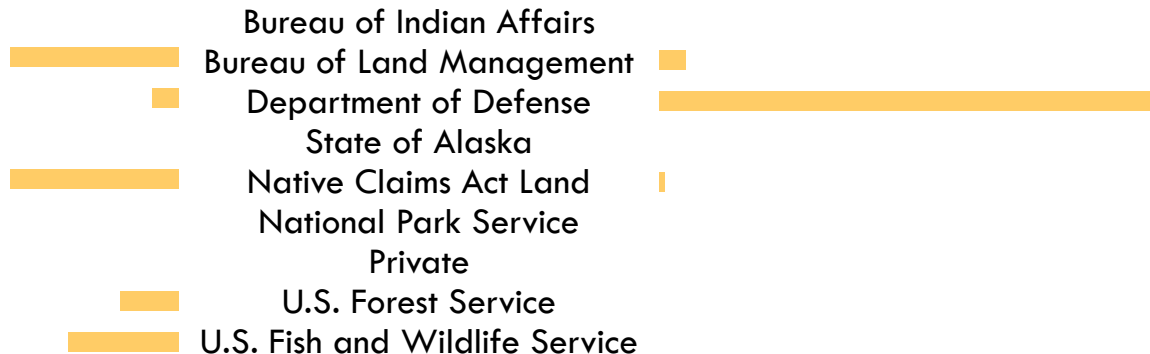 Bureau of Indian Affairs
Bureau of Land Management
Department of Defense
State of Alaska
Native Claims Act Land
National Park Service
Private
U.S. Forest Service
U.S. Fish and Wildlife Service